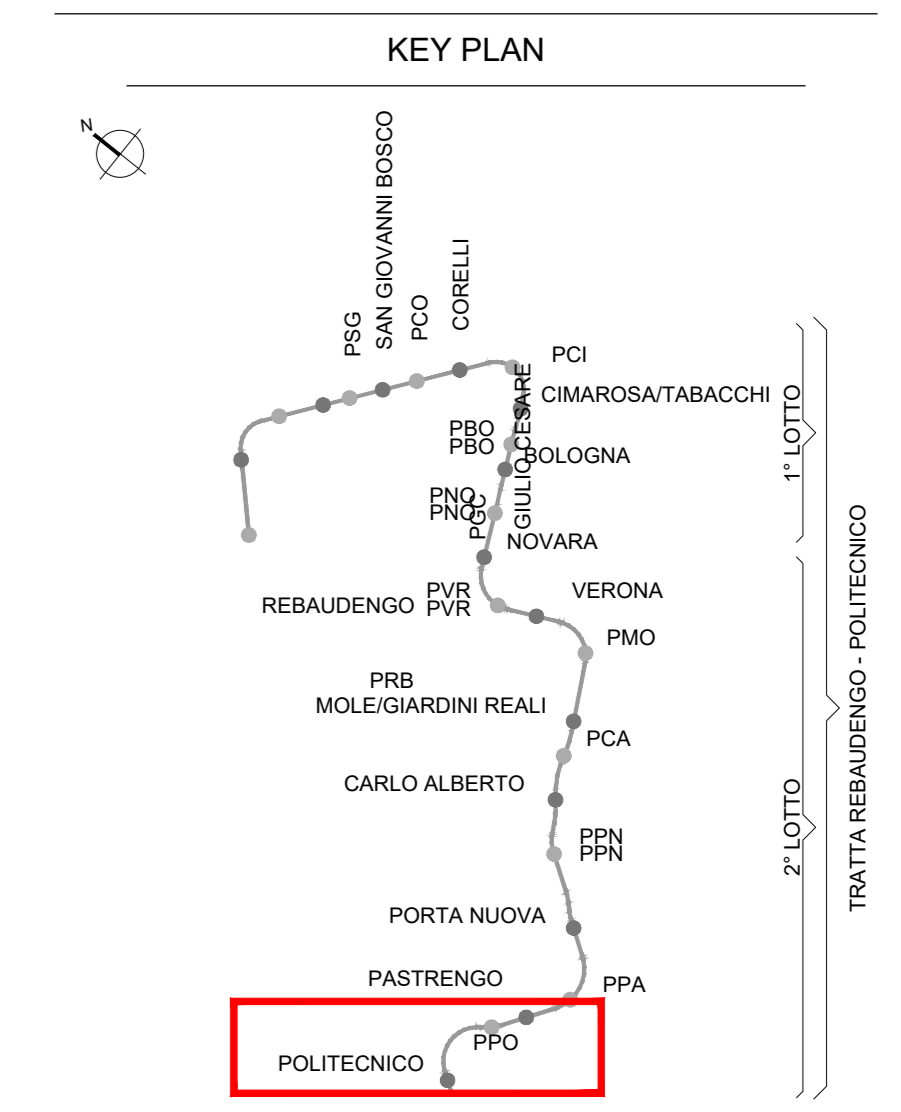 KEY PLAN
N
SAN GIOVANNI BOSCO
CORELLI
PCO
PSG
PCI
GIULIO CESARE
CIMAROSA/TABACCHI
PBO
PBO
BOLOGNA
PNO
PNO
PGC
NOVARA
REBAUDENGO
PVR
PVR
VERONA
PMO
PRB
MOLE/GIARDINI REALI
PCA
CARLO ALBERTO
PPN
PPN
PORTA NUOVA
PASTRENGO
PPA
PPO
POLITECNICO
1° LOTTO
2° LOTTO
TRATTA REBAUDENGO - POLITECNICO